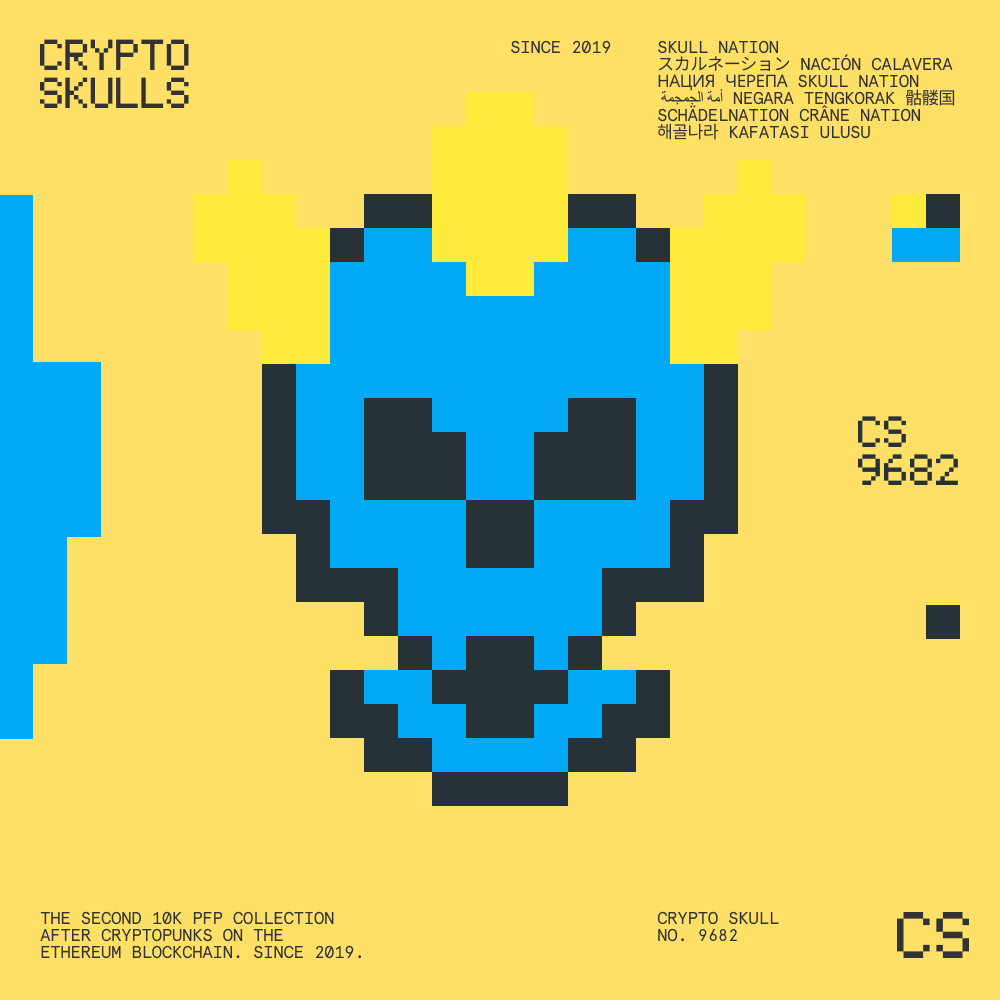 CRYPTO
SKULLS
SINCE 2019
SKULL NATION
スカルネーション NACIÓN CALAVERA
НАЦИЯ ЧЕРЕПА SKULL NATION
أمة الجمجمة NEGARA TENGKORAK 骷髅国
SCHÄDELNATION CRÂNE NATION
해골나라 KAFATASI ULUSU
CS
9682
THE SECOND 10K PFP COLLECTION
AFTER CRYPTOPUNKS ON THE
ETHEREUM BLOCKCHAIN. SINCE 2019.
CRYPTO SKULL
NO. 9682
CS